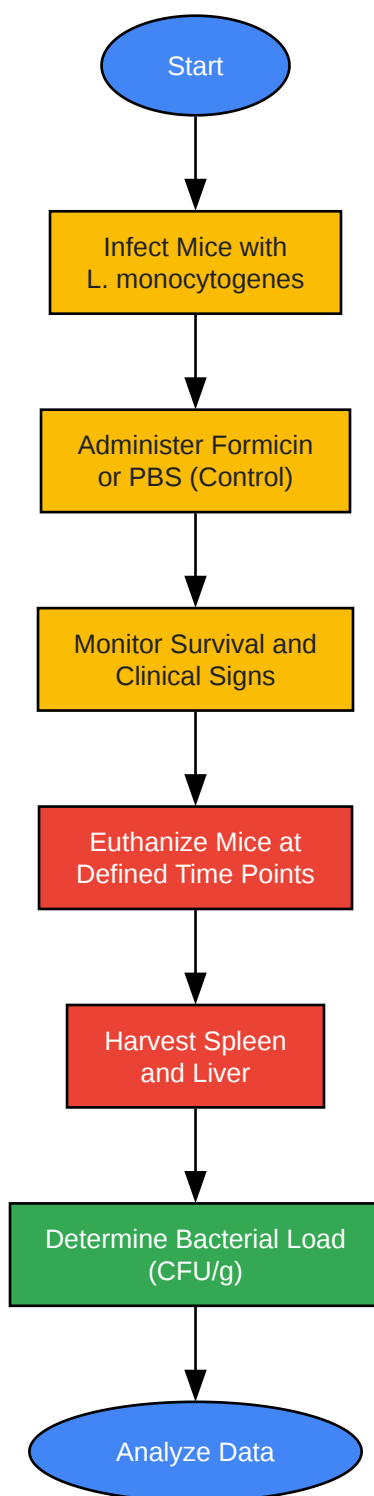 Start
Infect Mice with
L. monocytogenes
Administer Formicin
or PBS (Control)
Monitor Survival and
Clinical Signs
Euthanize Mice at
Defined Time Points
Harvest Spleen
and Liver
Determine Bacterial Load
(CFU/g)
Analyze Data